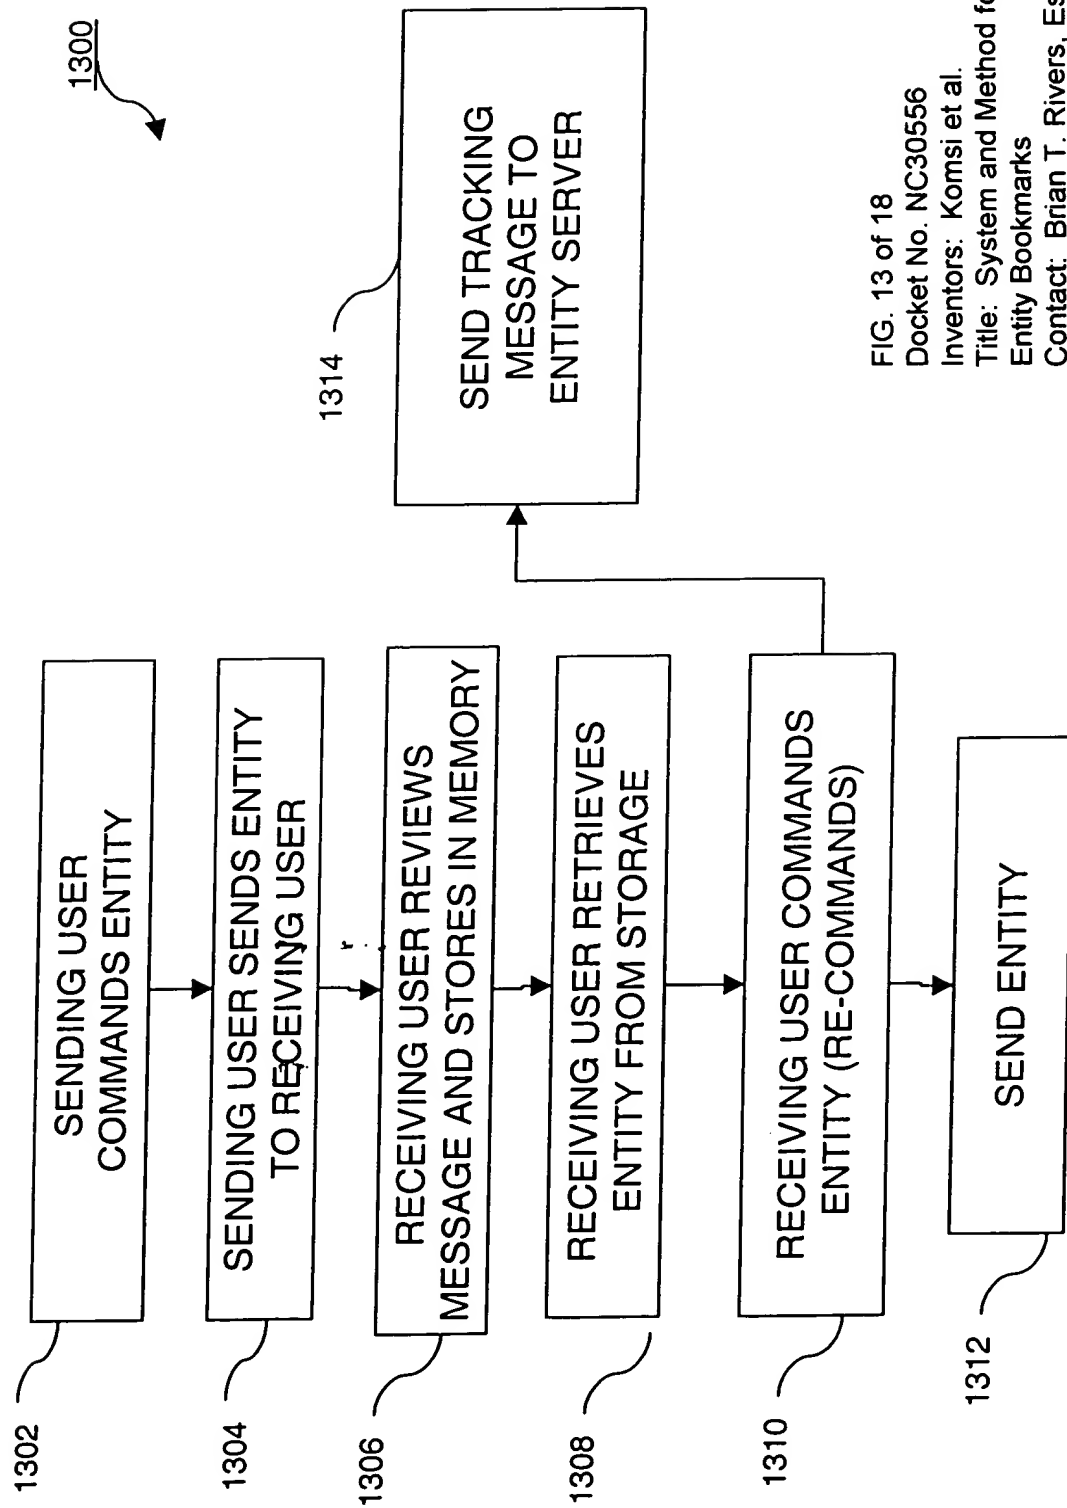 1300
1302
SENDING USER
COMMANDS ENTITY
1304
SENDING USER SENDS ENTITY
TO RECEIVING USER
1306
RECEIVING USER REVIEWS
MESSAGE AND STORES IN MEMORY
1308
RECEIVING USER RETRIEVES
ENTITY FROM STORAGE
1310
RECEIVING USER COMMANDS
ENTITY (RE-COMMANDS)
1312
SEND ENTITY
1314
SEND TRACKING
MESSAGE TO
ENTITY SERVER
FIG. 13 of 18
Docket No. NC30556
Inventors: Komsi et al.
Title: System and Method
Entity Bookmarks
Contact: Brian T. Rivers,